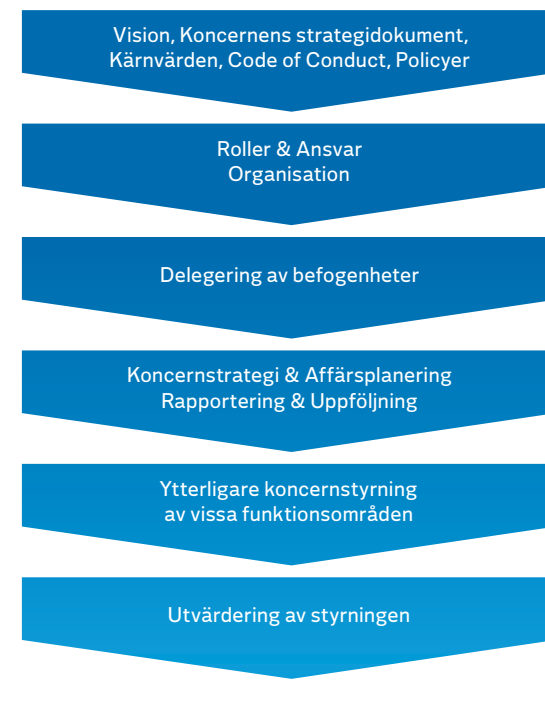 Vision, Koncernens strategidokument,
Kärnvärden, Code of Conduct, Policyer
Roller & Ansvar
Organisation
Delegering av befogenheter
Koncernstrategi & Affärsplanering
Rapportering & Uppföljning
Ytterligare koncernstyrning
av vissa funktionsområden
Utvärdering av styrningen